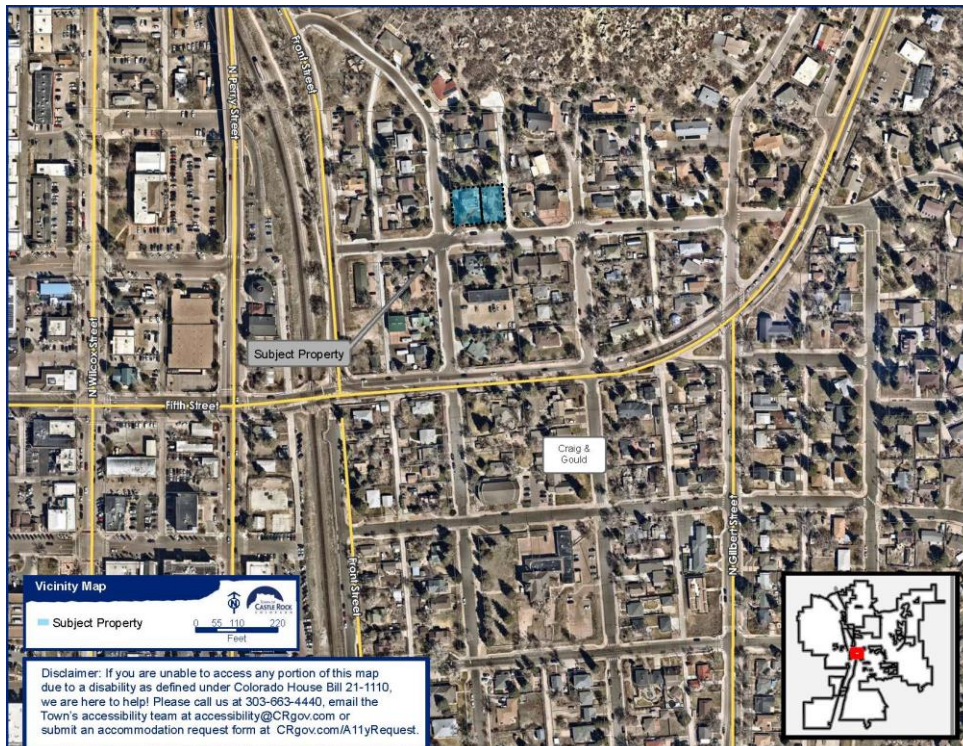 Front Street
N Perry Street
N Wilcox Street
Subject Property
Fifth Street
Craig &
Gould
Front Street
N Gilbert Street
Vicinity Map
N
CASTLE ROCK
COLORADO
Subject Property
0 55 110 220
Feet
Disclaimer: If you are unable to access any portion of this map
due to a disability as defined under Colorado House Bill 21-1110,
we are here to help! Please call us at 303-663-4440, email the
Town's accessibility team at accessibility@CRgov.com or
submit an accommodation request form at CRgov.com/A11yRequest.